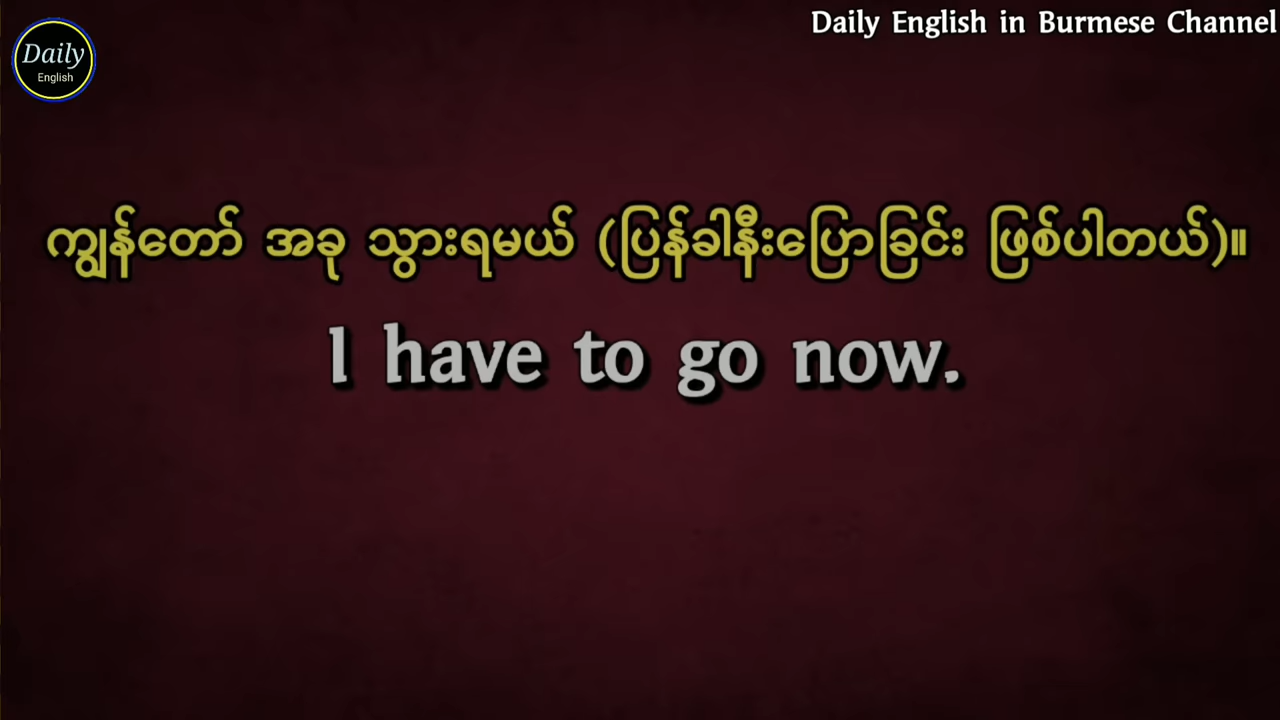 Daily English in Burmese Channel
Daily
English
ကျွန်တော် အခု သွားရမယ် (ပြန်ခါနီးပြောခြင်း ဖြစ်ပါတယ်)။
I have to go now.